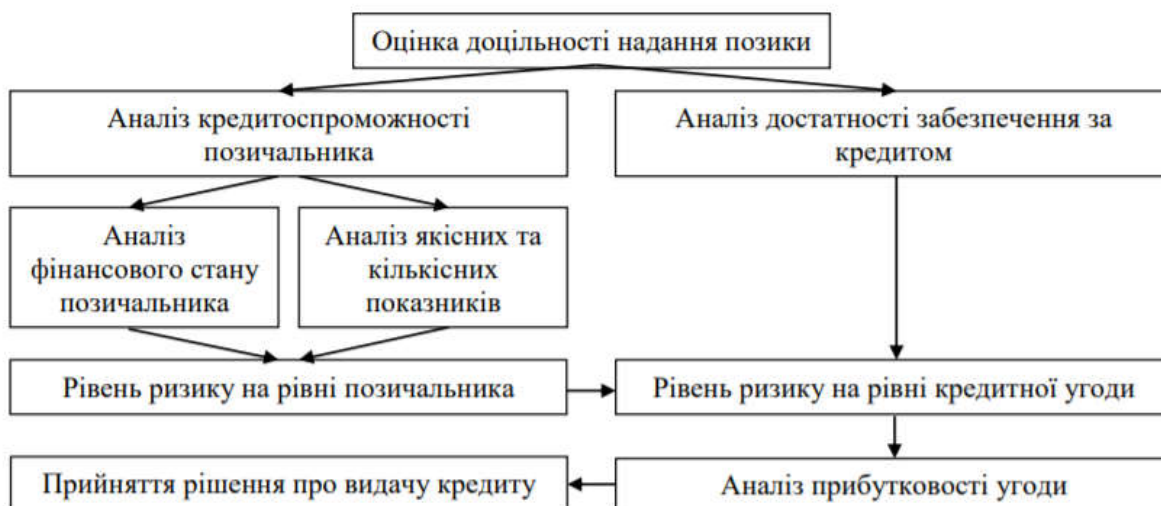 Оцінка доцільності надання позики
Аналіз кредитоспроможності
позичальника
Аналіз достатності забезпечення за
кредитом
Аналіз
фінансового стану
позичальника
Аналіз якісних та
кількісних
показників
Рівень ризику на рівні позичальника
Рівень ризику на рівні кредитної угоди
Прийняття рішення про видачу кредиту
Аналіз прибутковості угоди